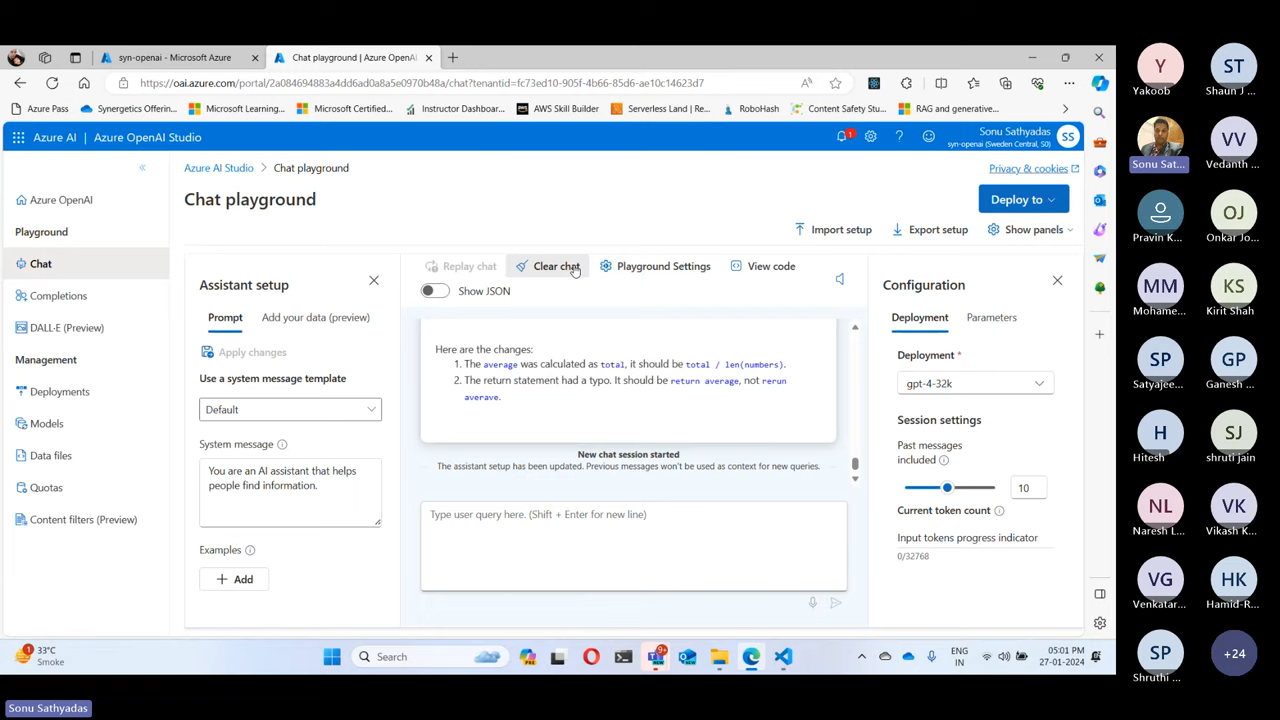 syn-openai - Microsoft Azure
Chat playground | Azure OpenAI
https://oai.azure.com/portal/2a084694883a4dd6ad0a8a5e0970b48a/chat?tenantid=fc73ed10-905f-4b66-85d6-ae10c14623d7
Azure Pass
Synergetics Offering...
Microsoft Learning...
Microsoft Certified...
Instructor Dashboar...
AWS Skill Builder
Serverless Land | Re...
RoboHash
Content Safety Stu...
RAG and generative...
Azure AI | Azure OpenAI Studio
1
Sonu Sathyadas
syn-openai (Sweden Central, S0)
SS
Azure AI Studio > Chat playground
Privacy & cookies
Chat playground
Deploy to
Import setup
Export setup
Show panels
Azure OpenAI
Playground
Chat
Completions
DALL·E (Preview)
Management
Deployments
Models
Data files
Quotas
Content filters (Preview)
Assistant setup
Prompt
Add your data (preview)
Apply changes
Use a system message template
Default
System message
You are an AI assistant that helps
people find information.
Examples
Add
Replay chat
Clear chat
Playground Settings
View code
Show JSON
Here are the changes:
1. The average was calculated as total, it should be total / len(numbers).
2. The return statement had a typo. It should be return average, not rerun
averave.
New chat session started
The assistant setup has been updated. Previous messages won't be used as context for new queries.
Type user query here. (Shift + Enter for new line)
Configuration
Deployment
Parameters
Deployment *
gpt-4-32k
Session settings
Past messages
included
10
Current token count
Input tokens progress indicator
0/32768
1
33°C
Smoke
Search
9+
NEW
NEW
ENG
IN
05:01 PM
27-01-2024
Y
Yakoob
ST
Shaun J ...
Sonu Sat...
VV
Vedanth ...
Pravin K...
OJ
Onkar Jo...
MM
Mohame...
KS
Kirit Shah
SP
Satyajee...
GP
Ganesh ...
H
Hitesh
SJ
shruti jain
NL
Naresh L...
VK
Vikash K...
VG
Venkatar...
HK
Hamid-R...
SP
Shruthi ...
+24
Sonu Sathyadas